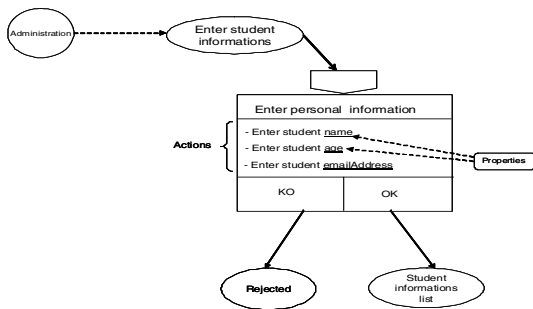 Administration
Enter student
informations
Enter personal information
Actions
- Enter student name
- Enter student age
- Enter student emailAddress
Properties
KO
OK
Rejected
Student
informations
list